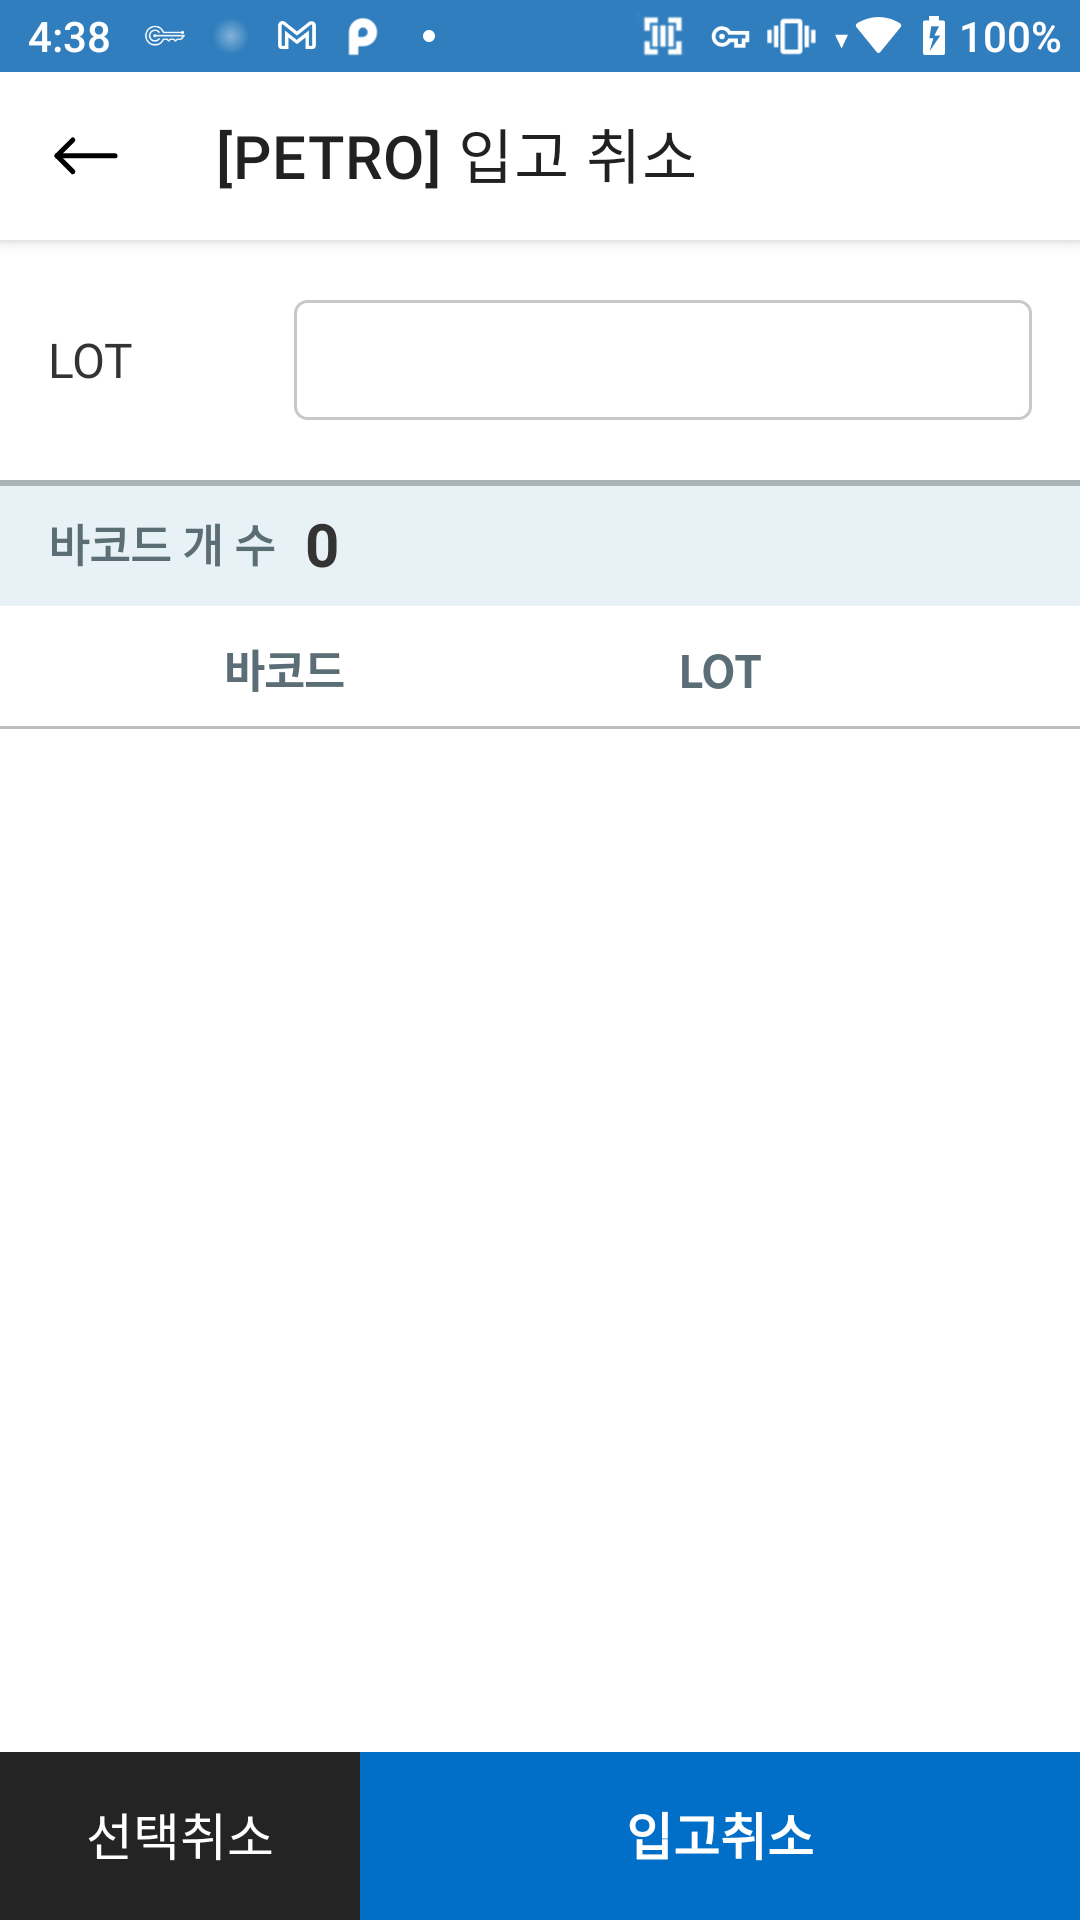 4:38 100%
[PETRO] 입고 취소
LOT
바코드 개 수 0
바코드 LOT
선택취소 입고취소